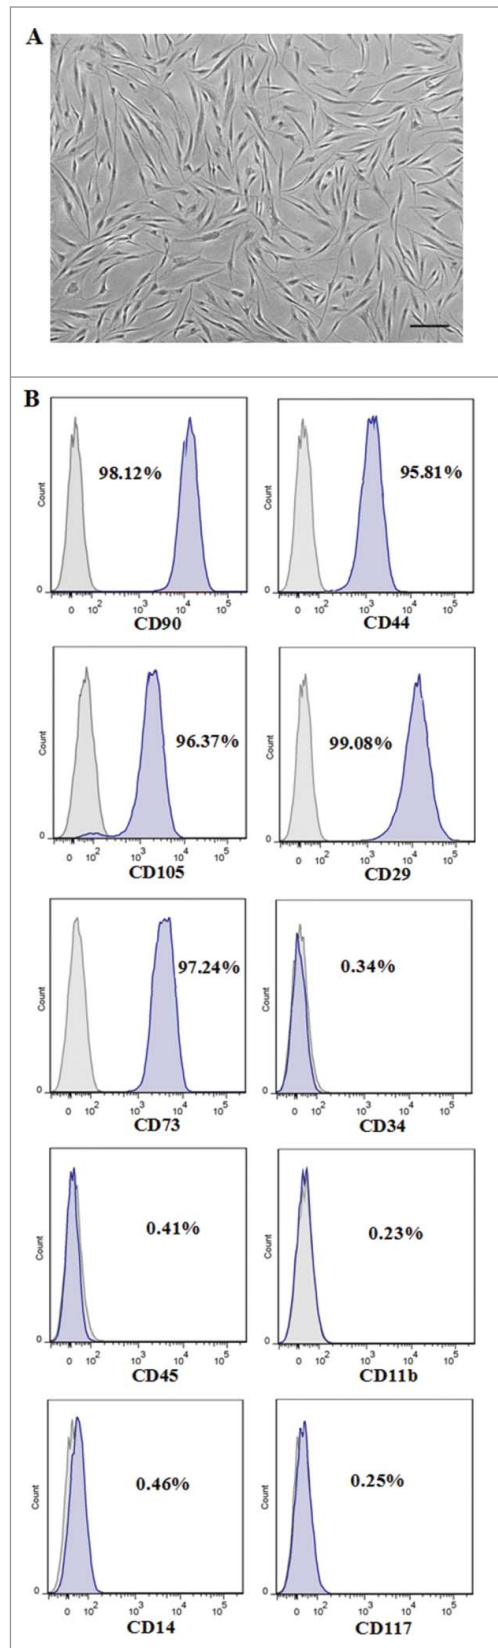 A
B
Count
98.12%
0 0 10² 10³ 10⁴ 10⁵
CD90
Count
95.81%
0 0 10² 10³ 10⁴ 10⁵
CD44
Count
96.37%
0 0 10² 10³ 10⁴ 10⁵
CD105
Count
99.08%
0 0 10² 10³ 10⁴ 10⁵
CD29
Count
97.24%
0 0 10² 10³ 10⁴ 10⁵
CD73
Count
0.34%
0 0 10² 10³ 10⁴ 10⁵
CD34
Count
0.41%
0 0 10² 10³ 10⁴ 10⁵
CD45
Count
0.23%
0 0 10² 10³ 10⁴ 10⁵
CD11b
Count
0.46%
0 0 10² 10³ 10⁴ 10⁵
CD14
Count
0.25%
0 0 10² 10³ 10⁴ 10⁵
CD117